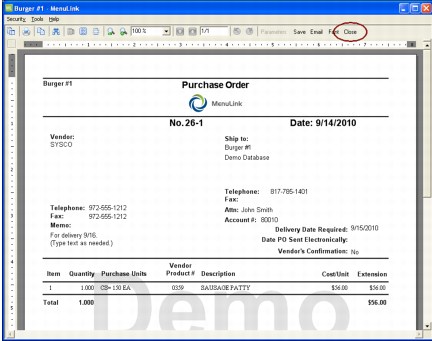 Burger #1 - MenuLink
Security Tools Help
100 % 1/1 Parameters Save Email Font Close
Burger #1 Purchase Order
MenuLink
No. 26-1 Date: 9/14/2010
Vendor:
SYSCO
Ship to:
Burger #1
Demo Database
Telephone: 972-555-1212
Fax: 972-555-1212
Memo:
For delivery 9/16.
(Type text as needed.)
Telephone: 817-785-1401
Fax:
Attn: John Smith
Account #: 80010
Delivery Date Required: 9/15/2010
Date PO Sent Electronically:
Vendor's Confirmation: No
Item Quantity Purchase Units Vendor Product # Description Cost/Unit Extension
1 1.000 CS= 150 EA 0359 SAUSAGE PATTY $56.00 $56.00
Total 1.000 $56.00
Demo